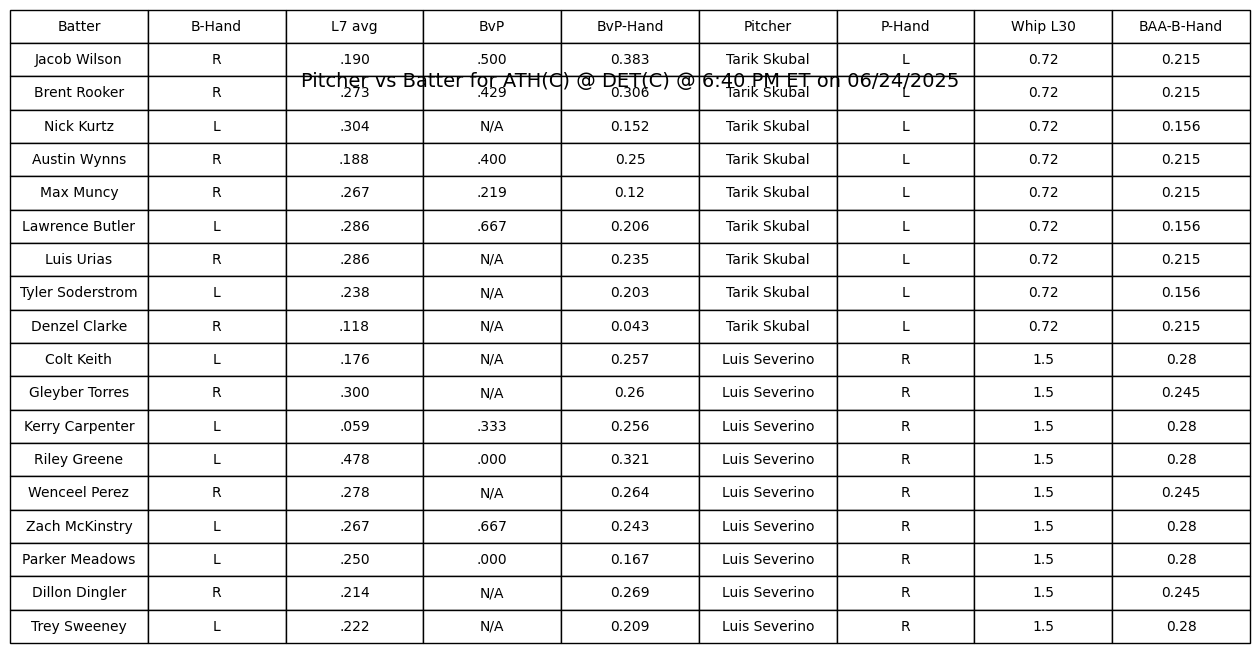 Batter B-Hand L7 avg BvP BvP-Hand Pitcher P-Hand Whip L30 BAA-B-Hand
Jacob Wilson R .190 .500 0.383 Tarik Skubal L 0.72 0.215
Pitcher vs Batter for ATH(C) @ DET(C) @ 6:40 PM ET on 06/24/2025
Brent Rooker R .273 .429 0.306 Tarik Skubal L 0.72 0.215
Nick Kurtz L .304 N/A 0.152 Tarik Skubal L 0.72 0.156
Austin Wynns R .188 .400 0.25 Tarik Skubal L 0.72 0.215
Max Muncy R .267 .219 0.12 Tarik Skubal L 0.72 0.215
Lawrence Butler L .286 .667 0.206 Tarik Skubal L 0.72 0.156
Luis Urias R .286 N/A 0.235 Tarik Skubal L 0.72 0.215
Tyler Soderstrom L .238 N/A 0.203 Tarik Skubal L 0.72 0.156
Denzel Clarke R .118 N/A 0.043 Tarik Skubal L 0.72 0.215
Colt Keith L .176 N/A 0.257 Luis Severino R 1.5 0.28
Gleyber Torres R .300 N/A 0.26 Luis Severino R 1.5 0.245
Kerry Carpenter L .059 .333 0.256 Luis Severino R 1.5 0.28
Riley Greene L .478 .000 0.321 Luis Severino R 1.5 0.28
Wenceel Perez R .278 N/A 0.264 Luis Severino R 1.5 0.245
Zach McKinstry L .267 .667 0.243 Luis Severino R 1.5 0.28
Parker Meadows L .250 .000 0.167 Luis Severino R 1.5 0.28
Dillon Dingler R .214 N/A 0.269 Luis Severino R 1.5 0.245
Trey Sweeney L .222 N/A 0.209 Luis Severino R 1.5 0.28